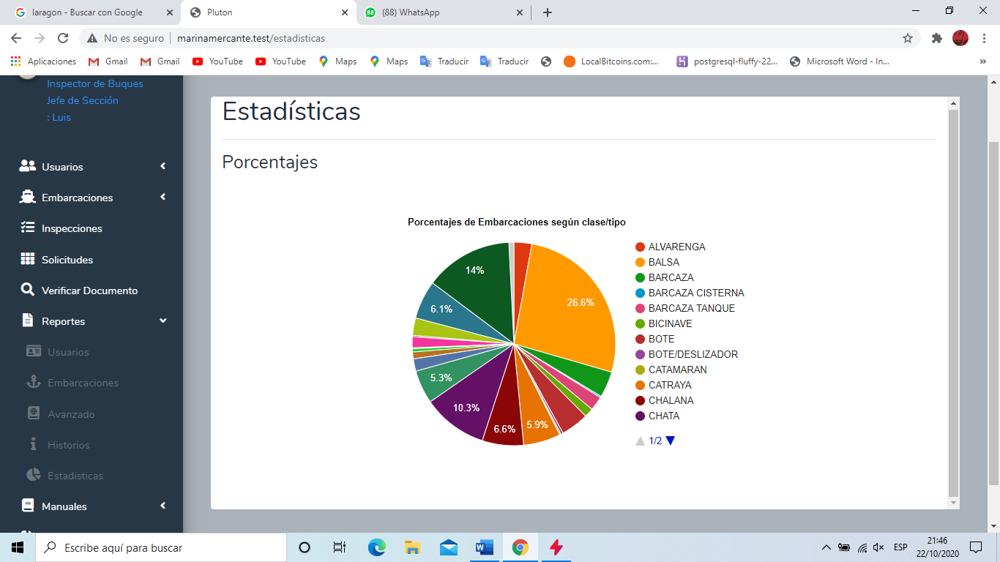 laragon - Buscar con Google
Pluton
(88) WhatsApp
No es seguro
marinamercante.test/estadisticas
Aplicaciones
Gmail
Gmail
YouTube
YouTube
Maps
Maps
Traducir
Traducir
LocalBitcoins.com:...
postgresql-fluffy-22...
Microsoft Word - In...
»
Inspector de Buques
Jefe de Sección
: Luis
Usuarios
Embarcaciones
Inspecciones
Solicitudes
Verificar Documento
Reportes
Usuarios
Embarcaciones
Avanzado
Historios
Estadisticas
Manuales
Estadísticas
Porcentajes
Porcentajes de Embarcaciones según clase/tipo
14%
26.6%
6.1%
5.3%
10.3%
6.6%
5.9%
ALVARENGA
BALSA
BARCAZA
BARCAZA CISTERNA
BARCAZA TANQUE
BICINAVE
BOTE
BOTE/DESLIZADOR
CATAMARAN
CATRAYA
CHALANA
CHATA
1/2
Escribe aquí para buscar
ESP
21:46
22/10/2020